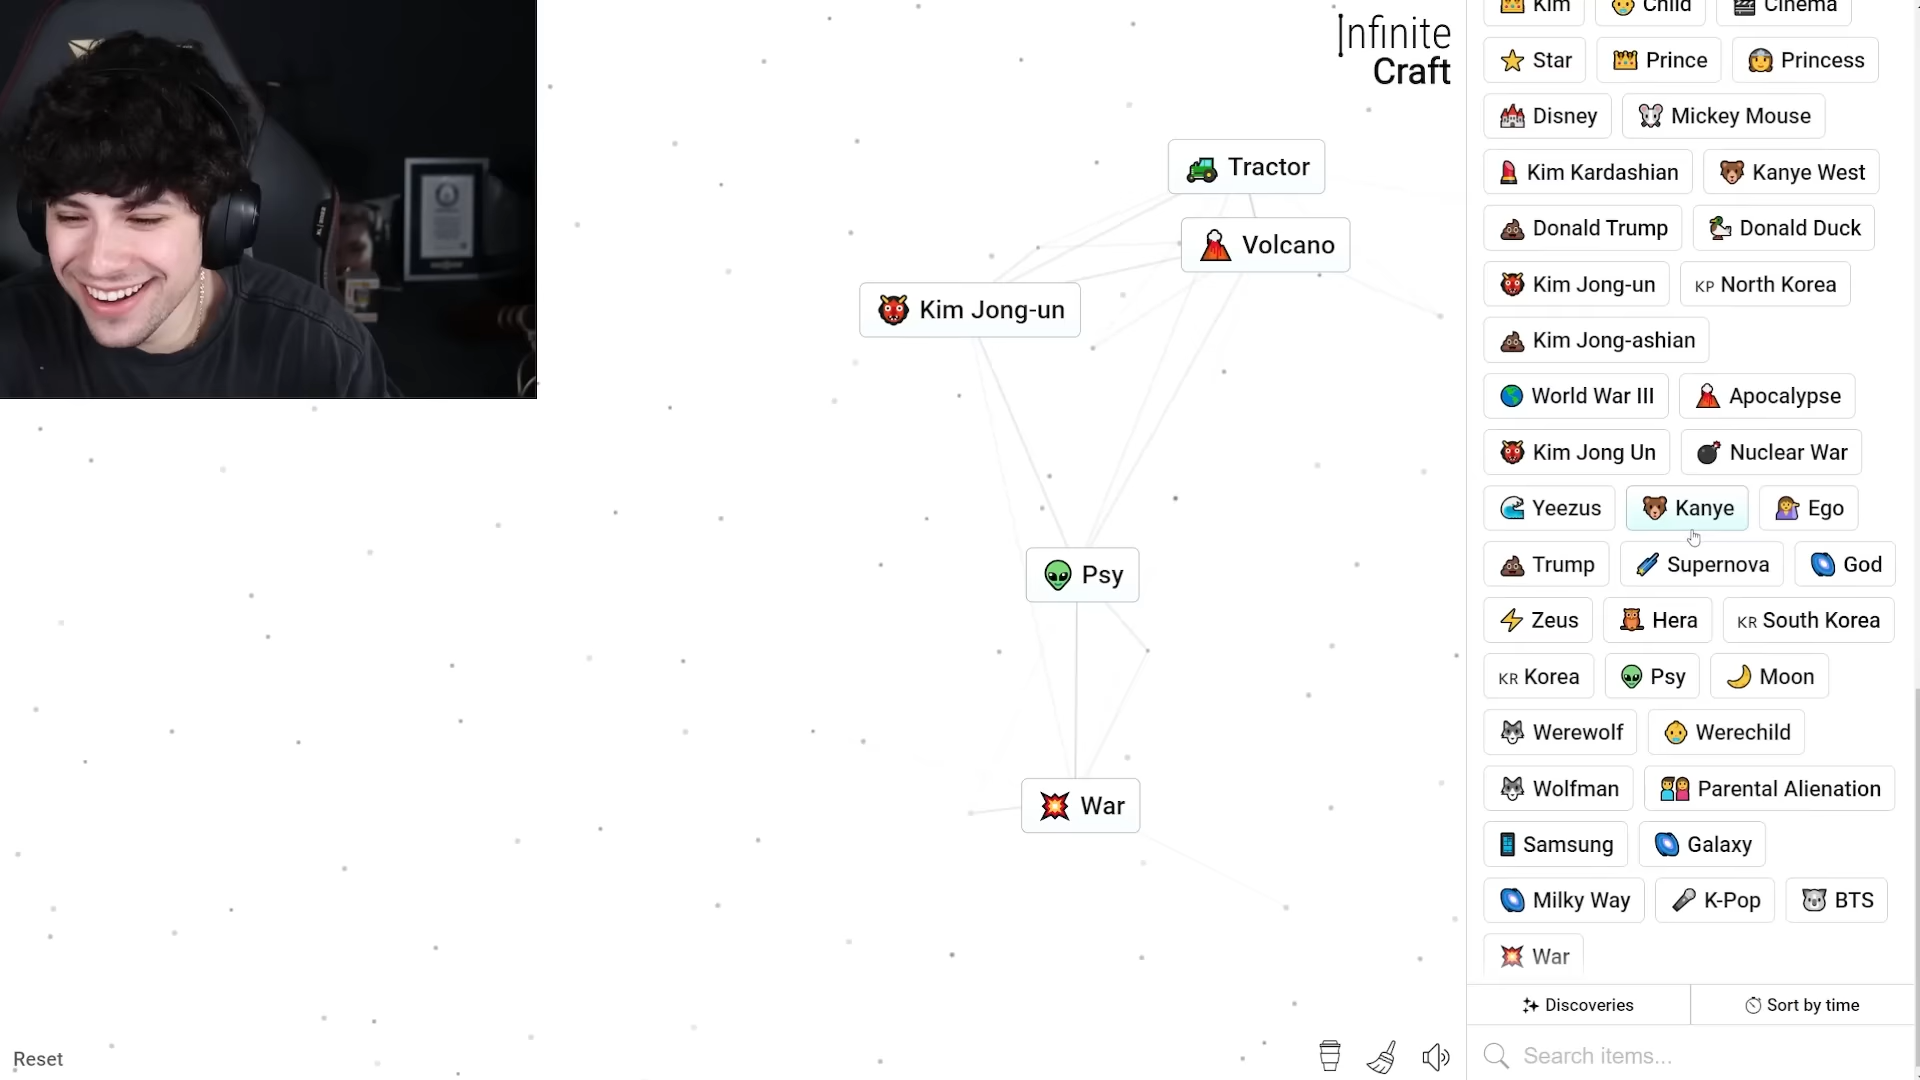 Infinite
Craft
Tractor
Volcano
Kim Jong-un
Psy
War
Reset
Kim
Child
Cinema
Star
Prince
Princess
Disney
Mickey Mouse
Kim Kardashian
Kanye West
Donald Trump
Donald Duck
Kim Jong-un
KP North Korea
Kim Jong-ashian
World War III
Apocalypse
Kim Jong Un
Nuclear War
Yeezus
Kanye
Ego
Trump
Supernova
God
Zeus
Hera
KR South Korea
KR Korea
Psy
Moon
Werewolf
Werechild
Wolfman
Parental Alienation
Samsung
Galaxy
Milky Way
K-Pop
BTS
War
Discoveries
Sort by time
Search items...